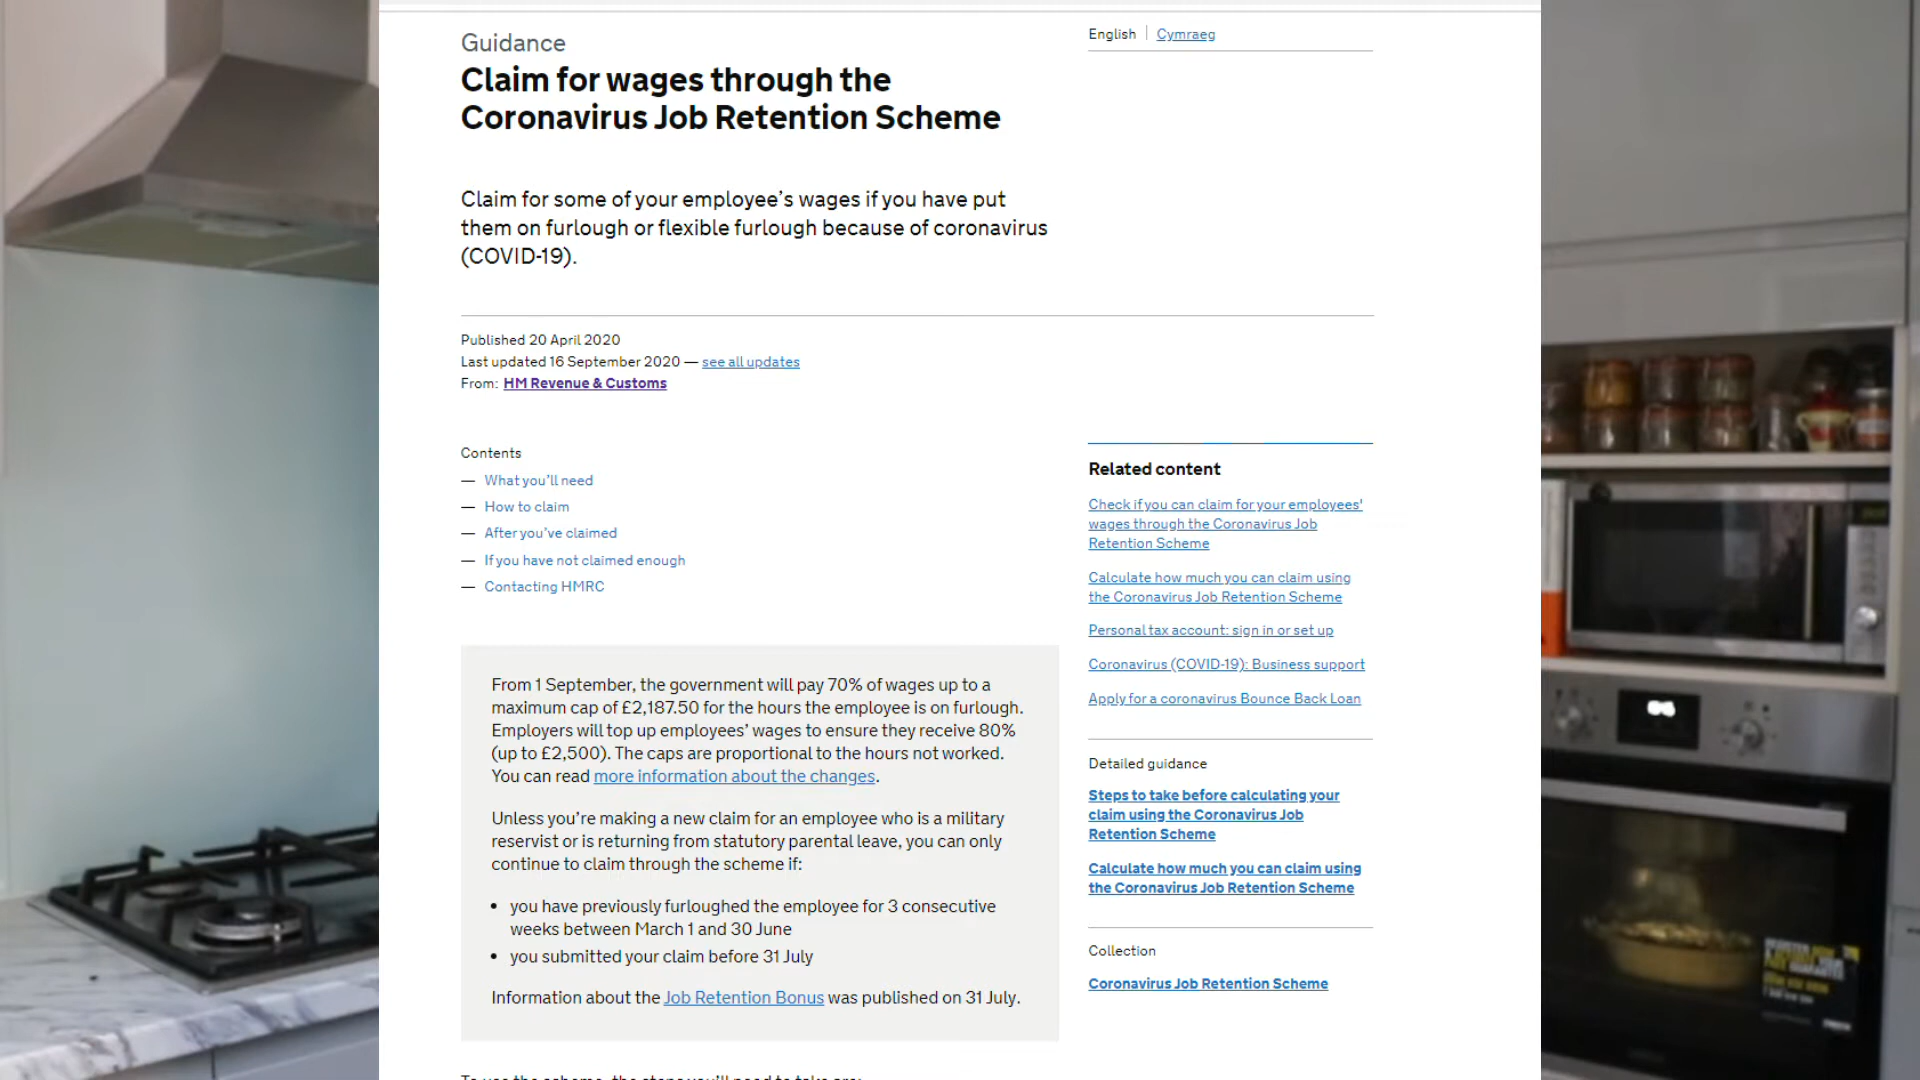 Guidance
Claim for wages through the
Coronavirus Job Retention Scheme
English
Cymraeg
Claim for some of your employee's wages if you have put
them on furlough or flexible furlough because of coronavirus
(COVID-19).
Published 20 April 2020
Last updated 16 September 2020 — see all updates
From: HM Revenue & Customs
Contents
— What you'll need
— How to claim
— After you've claimed
— If you have not claimed enough
— Contacting HMRC
From 1 September, the government will pay 70% of wages up to a
maximum cap of £2,187.50 for the hours the employee is on furlough.
Employers will top up employees' wages to ensure they receive 80%
(up to £2,500). The caps are proportional to the hours not worked.
You can read more information about the changes.
Unless you're making a new claim for an employee who is a military
reservist or is returning from statutory parental leave, you can only
continue to claim through the scheme if:
• you have previously furloughed the employee for 3 consecutive
weeks between March 1 and 30 June
• you submitted your claim before 31 July
Information about the Job Retention Bonus was published on 31 July.
Related content
Check if you can claim for your employees'
wages through the Coronavirus Job
Retention Scheme
Calculate how much you can claim using
the Coronavirus Job Retention Scheme
Personal tax account: sign in or set up
Coronavirus (COVID-19): Business support
Apply for a coronavirus Bounce Back Loan
Detailed guidance
Steps to take before calculating your
claim using the Coronavirus Job
Retention Scheme
Calculate how much you can claim using
the Coronavirus Job Retention Scheme
Collection
Coronavirus Job Retention Scheme